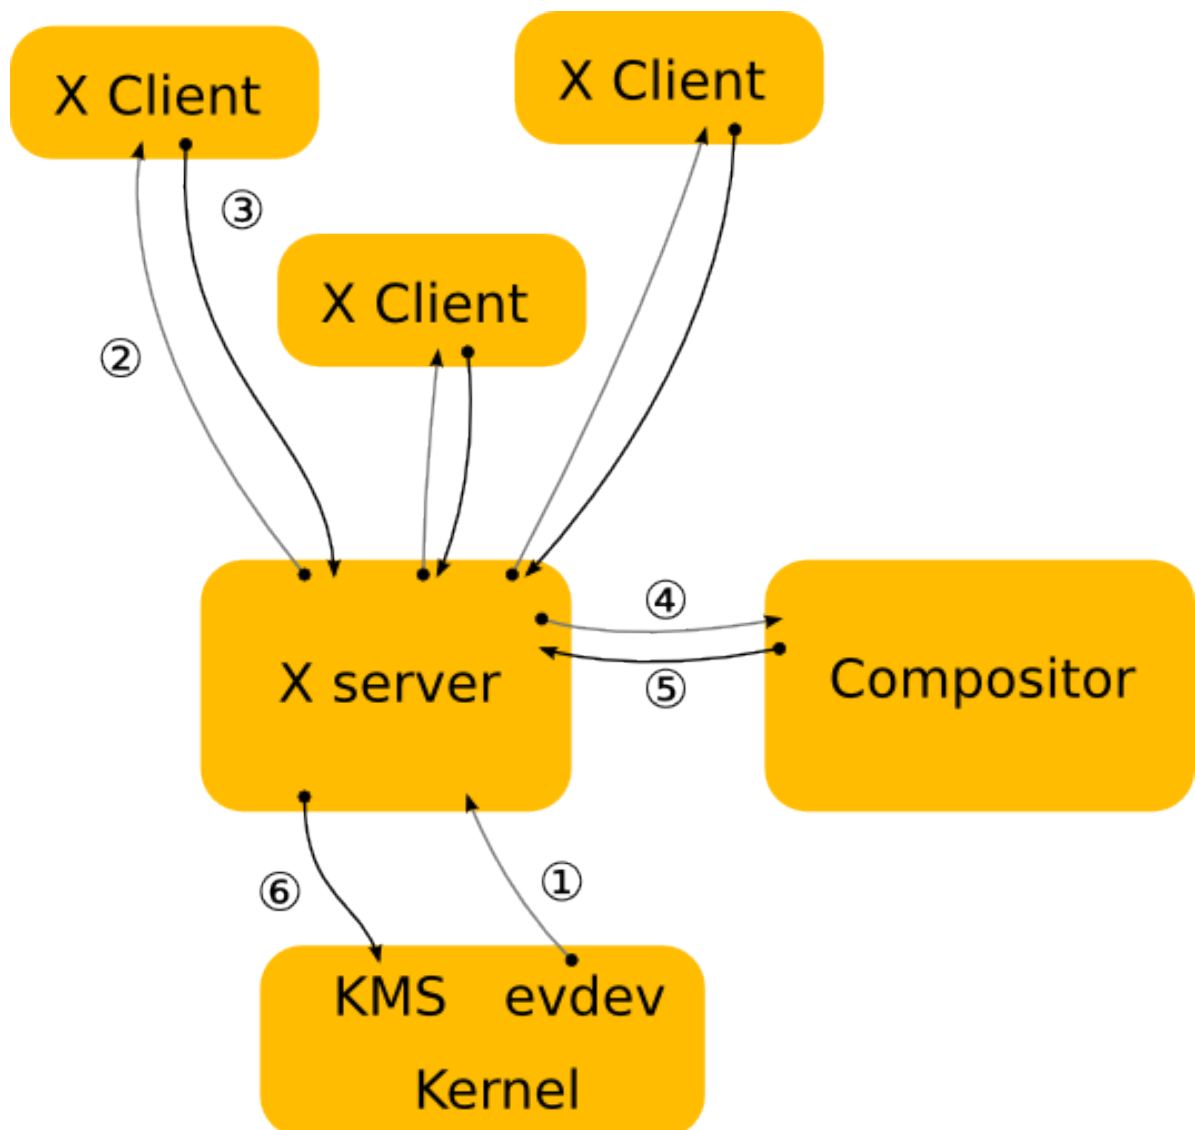 X Client
X Client
③
X Client
②
④
X server
Compositor
⑤
⑥
①
KMS evdev
Kernel